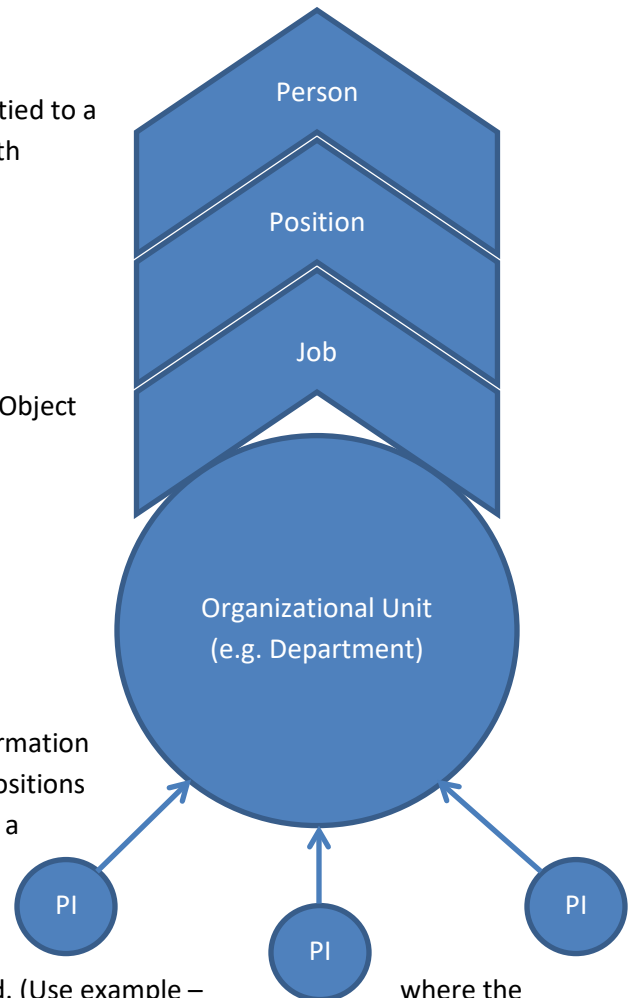 Person
tied to a
th
Position
Job
Object
Organizational Unit
(e.g. Department)
rmation
ositions
a
PI
PI
PI
d. (Use example – where the